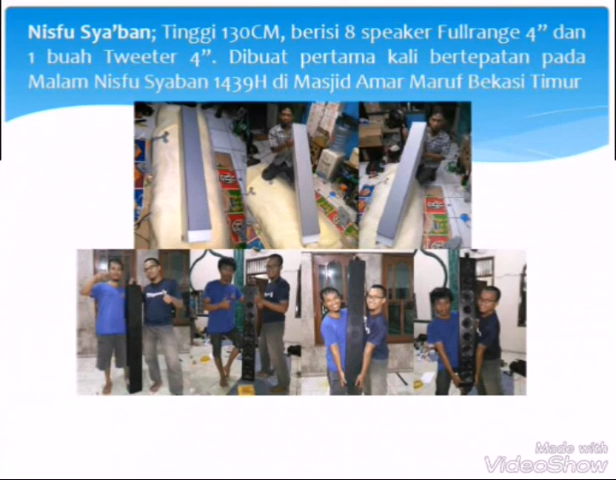 Nisfu Sya’ban; Tinggi 130CM, berisi 8 speaker Fullrange 4” dan
1 buah Tweeter 4”. Dibuat pertama kali bertepatan pada
Malam Nisfu Syaban 1439H di Masjid Amar Maruf Bekasi Timur
Made with
VideoShow